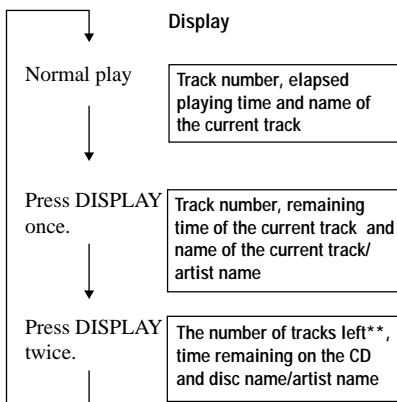 Display
Normal play
Track number, elapsed
playing time and name of
the current track
Press DISPLAY
once.
Track number, remaining
time of the current track and
name of the current track/
artist name
Press DISPLAY
twice.
The number of tracks left**,
time remaining on the CD
and disc name/artist name